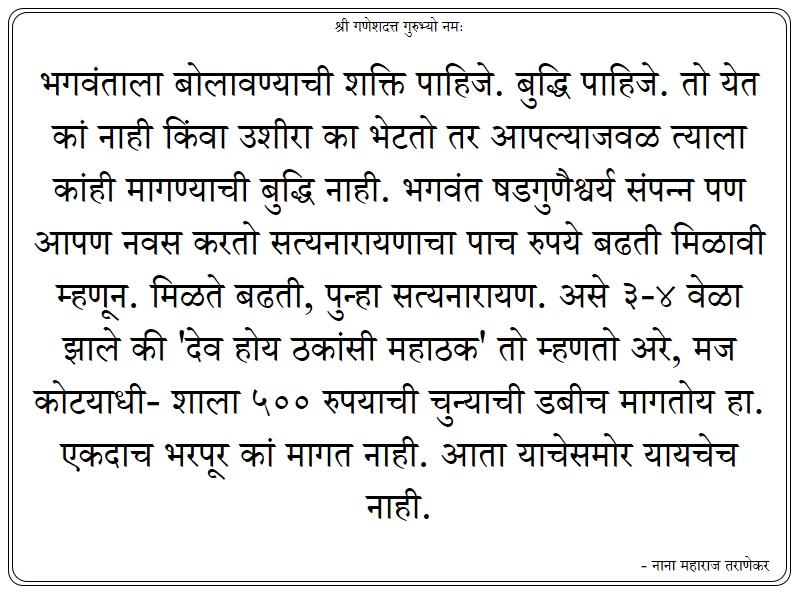 श्री गणेशदत्त गुरुभ्यो नमः
भगवंताला बोलावण्याची शक्ति पाहिजे. बुद्धि पाहिजे. तो येत
कां नाही किंवा उशीरा का भेटतो तर आपल्याजवळ त्याला
कांही मागण्याची बुद्धि नाही. भगवंत षडगुणैश्वर्य संपन्न पण
आपण नवस करतो सत्यनारायणाचा पाच रुपये बढती मिळावी
म्हणून. मिळते बढती, पुन्हा सत्यनारायण. असे ३-४ वेळा
झाले की 'देव होय ठकांसी महाठक' तो म्हणतो अरे, मज
कोटयाधी- शाला ५०० रुपयाची चुन्याची डबीच मागतोय हा.
एकदाच भरपूर कां मागत नाही. आता याचेसमोर यायचेच
नाही.
- नाना महाराज तराणेकर